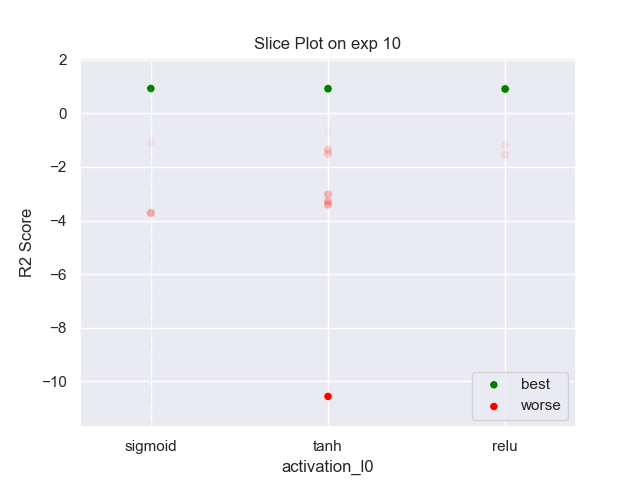 Slice Plot on exp 10
R2 Score
2
0
−2
−4
−6
−8
−10
sigmoid
tanh
relu
activation_l0
best
worse